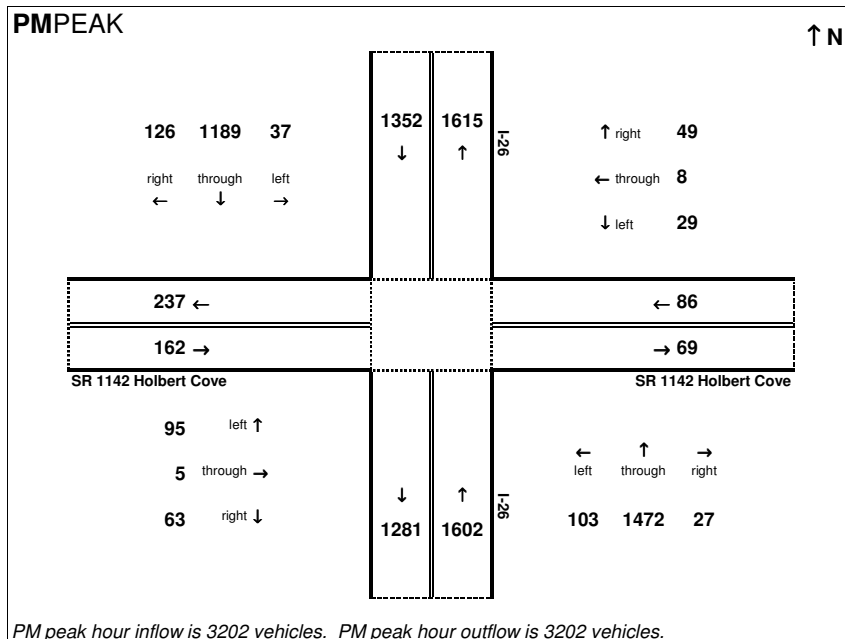 PMPEAK
↑ N
126 1189 37
right through left
← ↓ →
1352 1615
↓ ↑
I-26
↑ right 49
← through 8
↓ left 29
237 ←
← 86
162 →
→ 69
SR 1142 Holbert Cove
SR 1142 Holbert Cove
95 left ↑
5 through →
63 right ↓
↓ ↑
1281 1602
I-26
← ↑ →
left through right
103 1472 27
PM peak hour inflow is 3202 vehicles. PM peak hour outflow is 3202 vehicles.